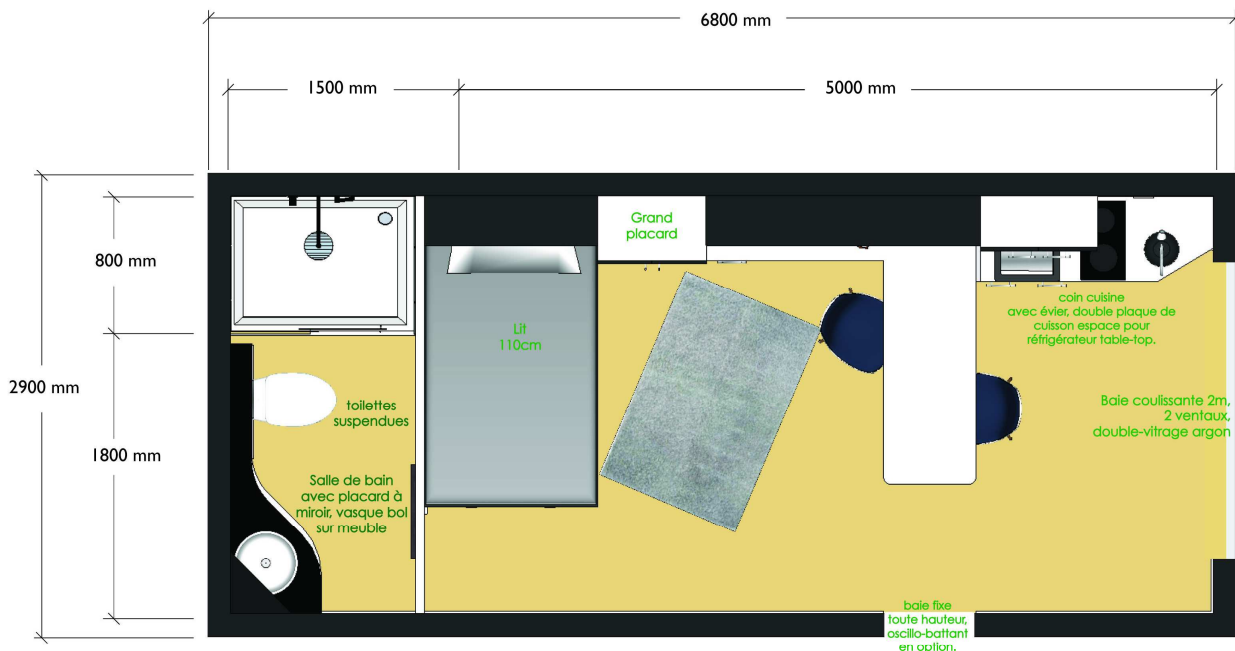 6800 mm
1500 mm
5000 mm
2900 mm
800 mm
1800 mm
Grand
placard
Lit
110cm
coin cuisine
avec évier, double plaque de
cuisson espace pour
réfrigérateur table-top.
toilettes
suspendues
Baie coulissante 2m,
2 ventaux,
double-vitrage argon
Salle de bain
avec placard à
miroir, vasque bol
sur meuble
baie fixe
toute hauteur,
oscillo-battant
en option.